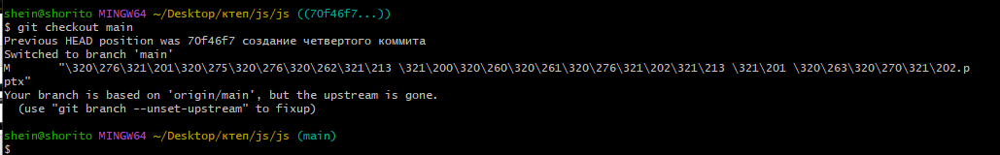 shein@shorito MINGW64 ~/Desktop/ктеп/js/js ((70f46f7...))
$ git checkout main
Previous HEAD position was 70f46f7 создание четвертого коммита
Switched to branch 'main'
M       "\320\276\321\201\320\275\320\276\320\262\321\213 \321\200\320\260\320\261\320\276\321\202\321\213 \321\201 \320\263\320\270\321\202.p
ptx"
Your branch is based on 'origin/main', but the upstream is gone.
  (use "git branch --unset-upstream" to fixup)
shein@shorito MINGW64 ~/Desktop/ктеп/js/js (main)
$